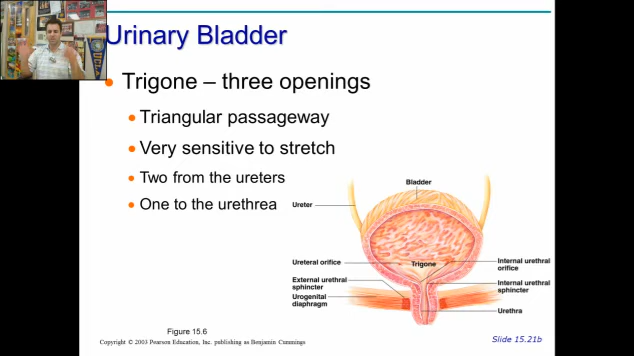 Urinary Bladder
• Trigone – three openings
• Triangular passageway
• Very sensitive to stretch
• Two from the ureters
• One to the urethra
Bladder
Ureter
Ureteral orifice
Trigone
Internal urethral
orifice
External urethral
sphincter
Internal urethral
sphincter
Urogenital
diaphragm
Urethra
Figure 15.6
Copyright © 2003 Pearson Education, Inc. publishing as Benjamin Cummings
Slide 15.21b